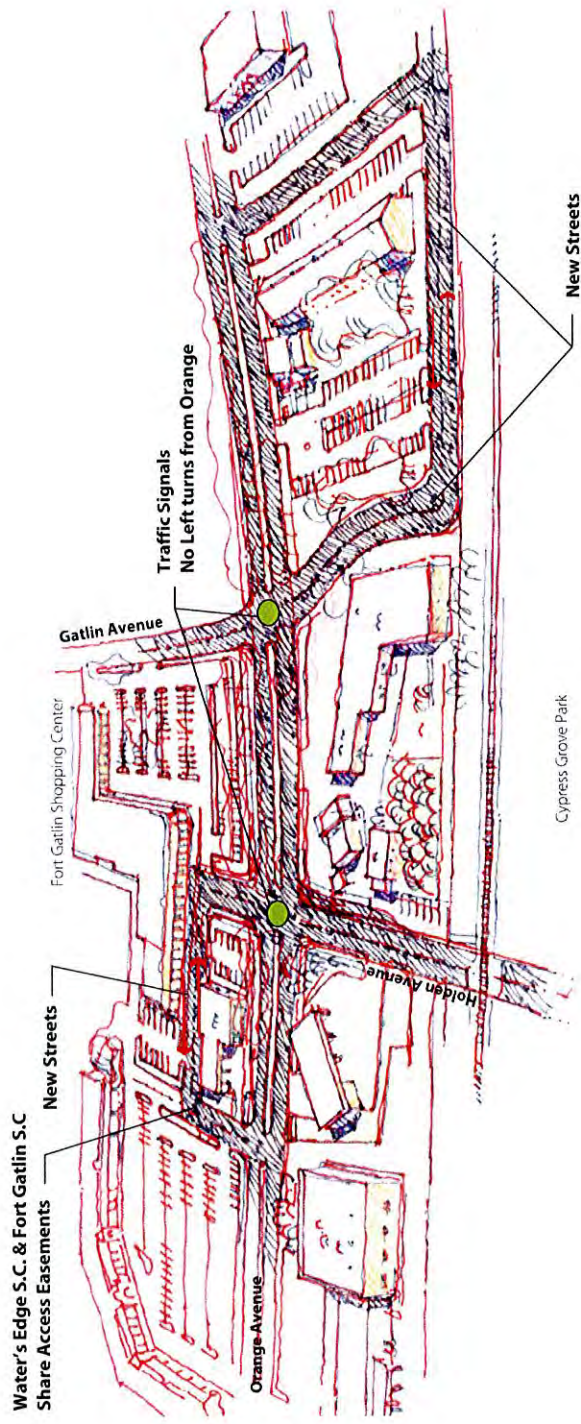 Water's Edge S.C. & Fort Gatlin S.C
Share Access Easements
New Streets
Fort Gatlin Shopping Center
Gatlin Avenue
Traffic Signals
No Left turns from Orange
Orange Avenue
Holden Avenue
Cypress Grove Park
New Streets